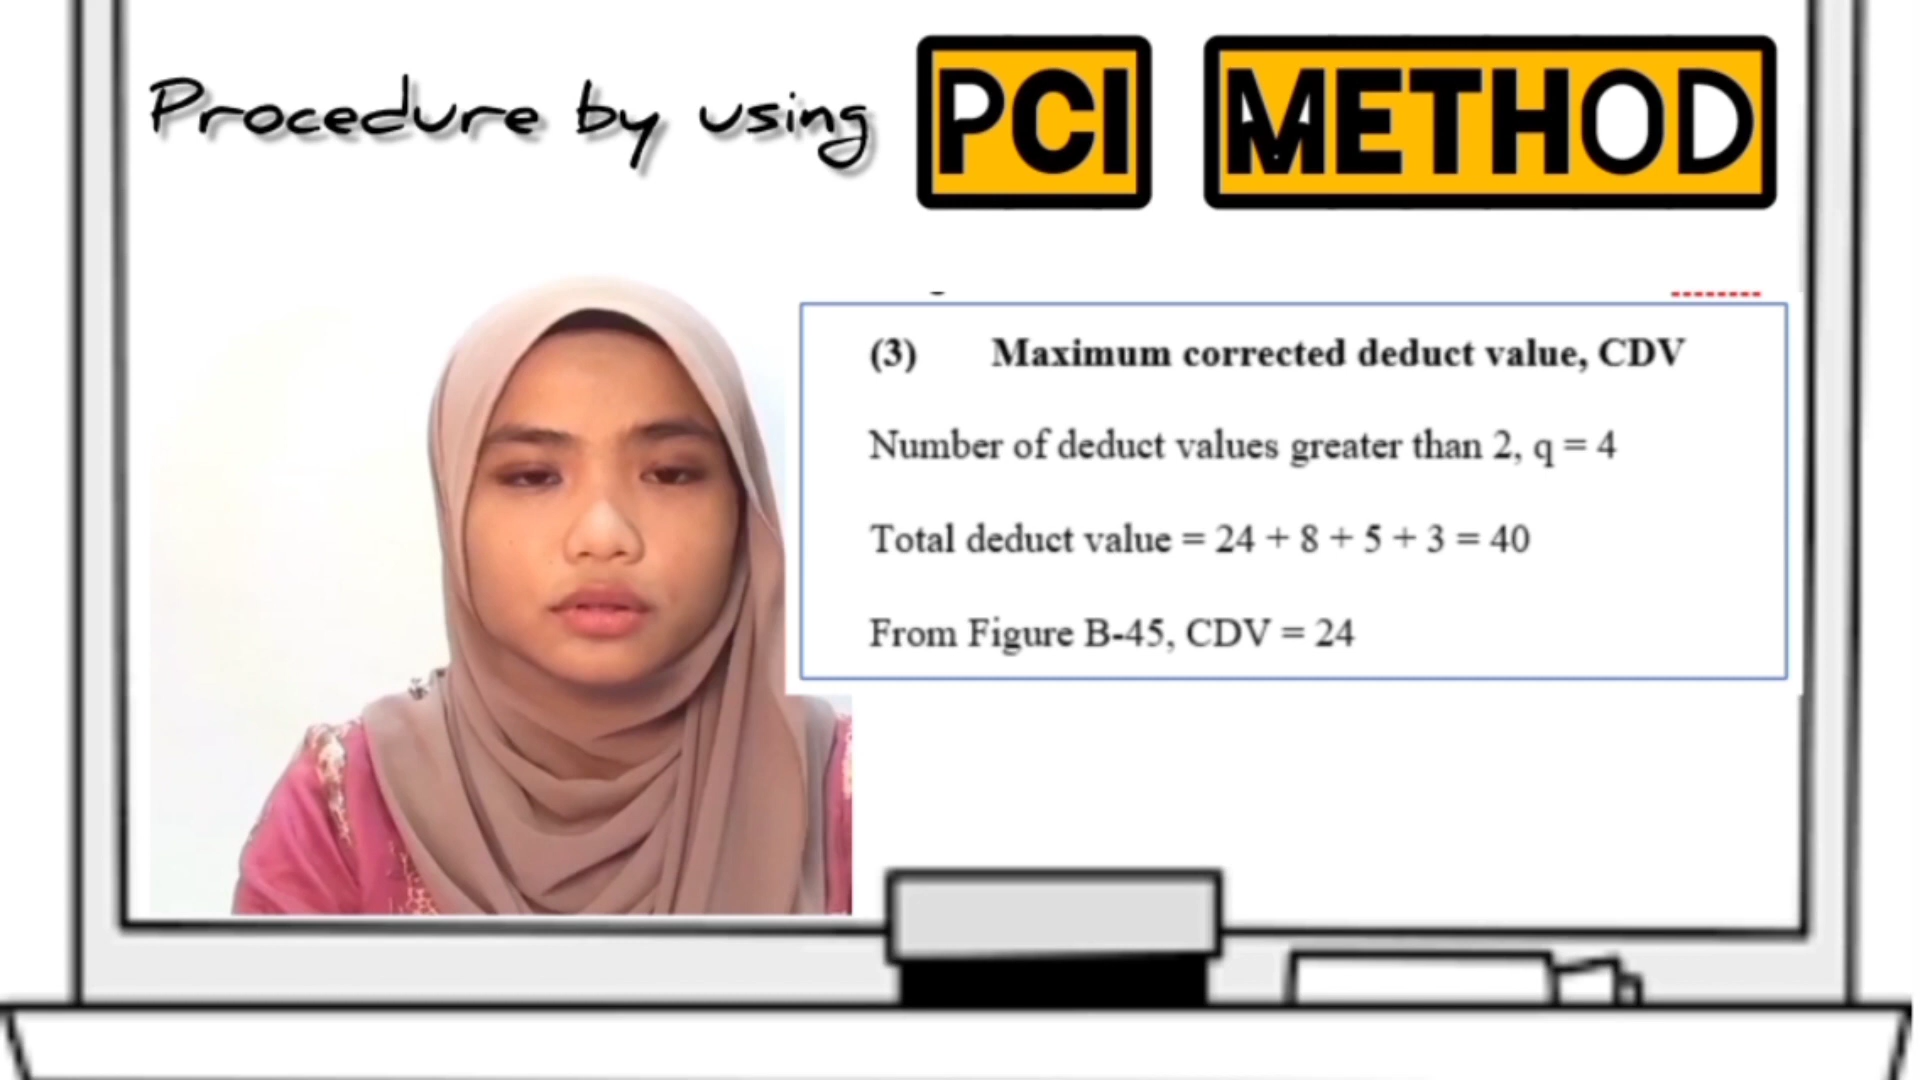 Procedure by using PCI METHOD
(3) Maximum corrected deduct value, CDV
Number of deduct values greater than 2, q = 4
Total deduct value = 24 + 8 + 5 + 3 = 40
From Figure B-45, CDV = 24